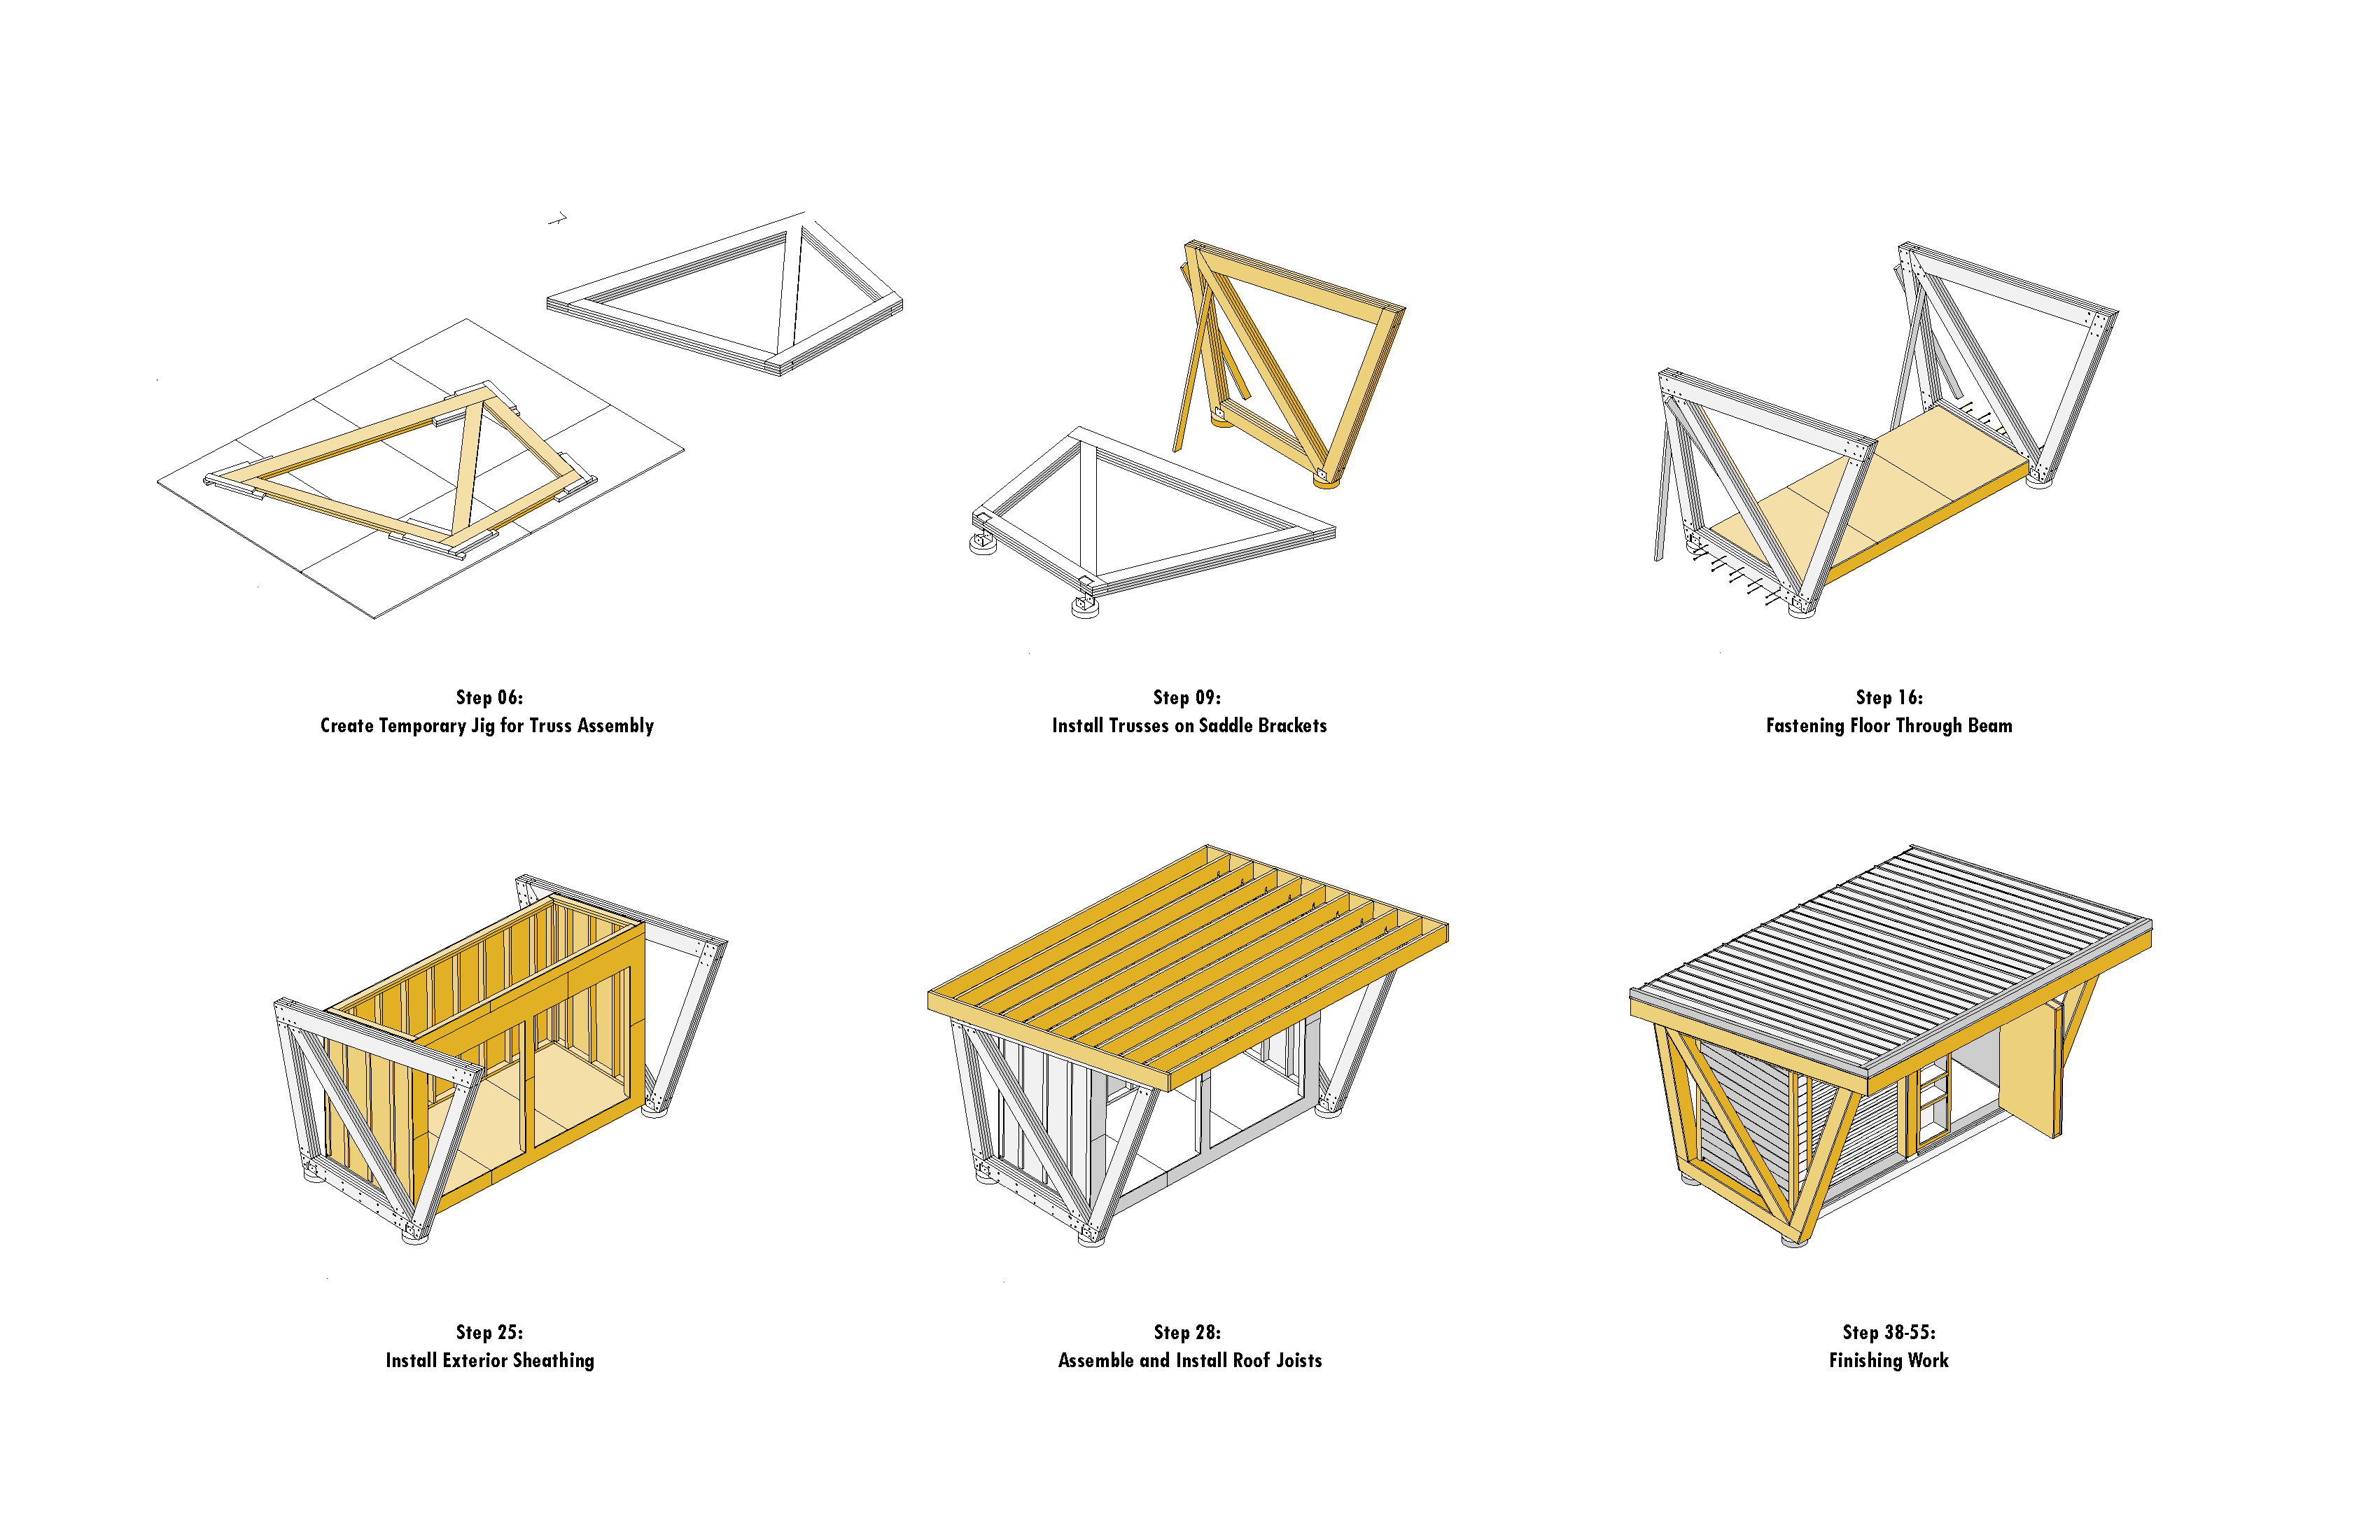 Step 06:
Create Temporary Jig for Truss Assembly
Step 09:
Install Trusses on Saddle Brackets
Step 16:
Fastening Floor Through Beam
Step 25:
Install Exterior Sheathing
Step 28:
Assemble and Install Roof Joists
Step 38-55:
Finishing Work